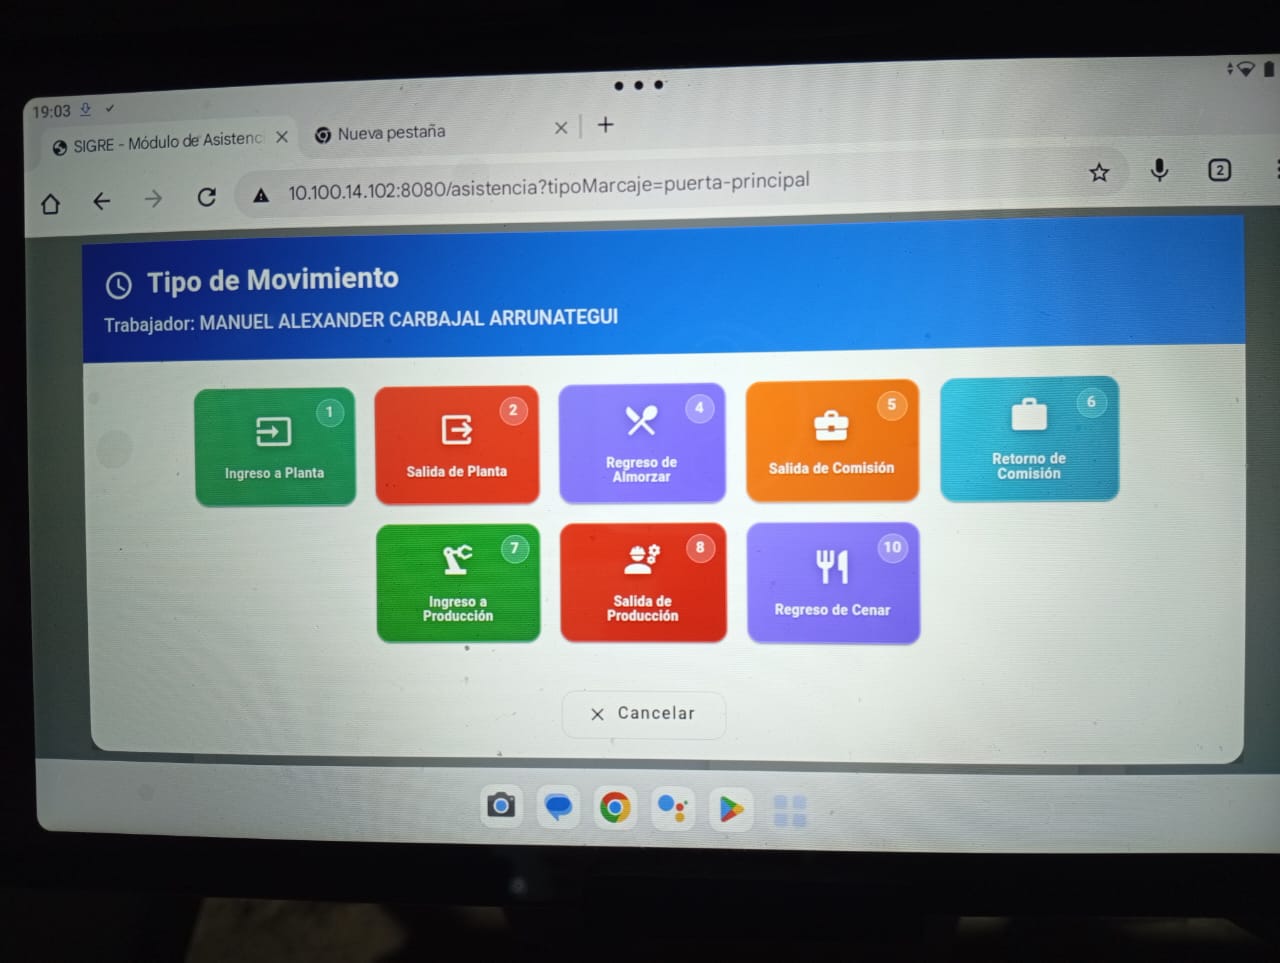 19:03
SIGRE - Módulo de Asistenc
Nueva pestaña
10.100.14.102:8080/asistencia?tipoMarcaje=puerta-principal
2
Tipo de Movimiento
Trabajador: MANUEL ALEXANDER CARBAJAL ARRUNATEGUI
1
Ingreso a Planta
2
Salida de Planta
4
Regreso de
Almorzar
5
Salida de Comisión
6
Retorno de
Comisión
7
Ingreso a
Producción
8
Salida de
Producción
10
Regreso de Cenar
Cancelar